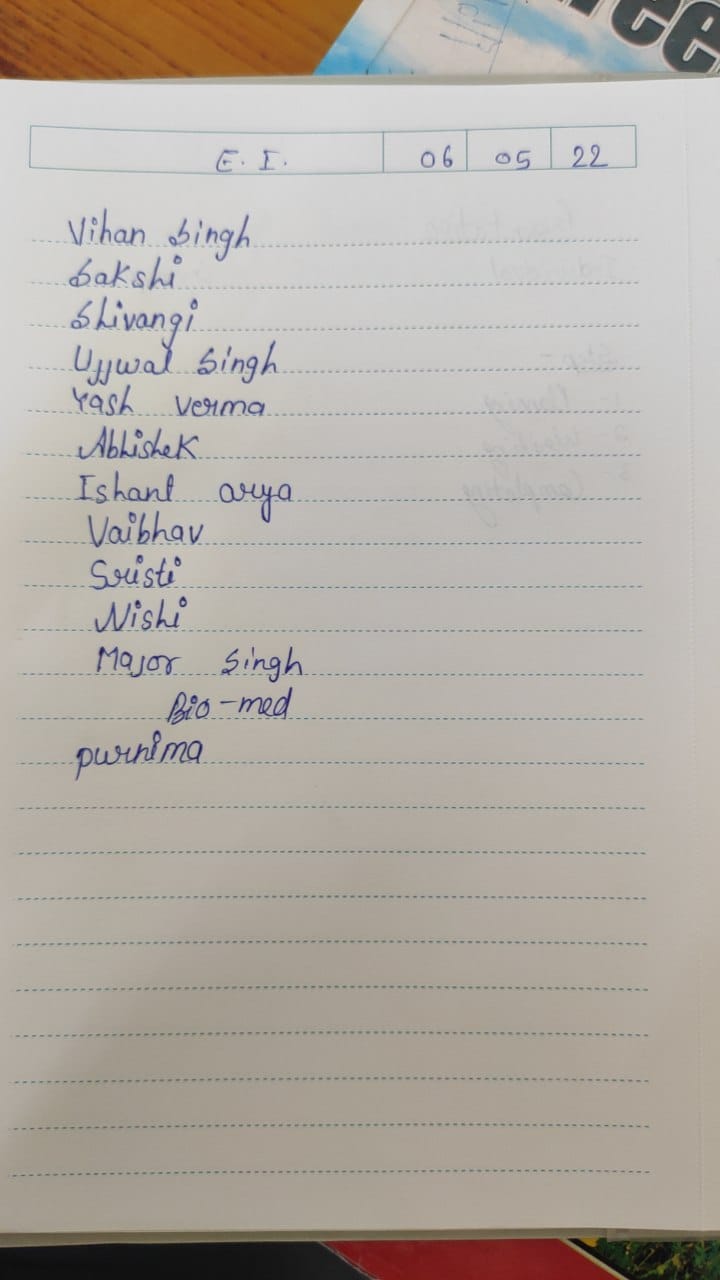 E. I. 06 05 22
Vihan Singh
Sakshi
Shivangi
Ujjwal Singh
Yash Verma
Abhishek
Ishant arya
Vaibhav
Sristi
Nishi
Major Singh
Bio-med
purnima